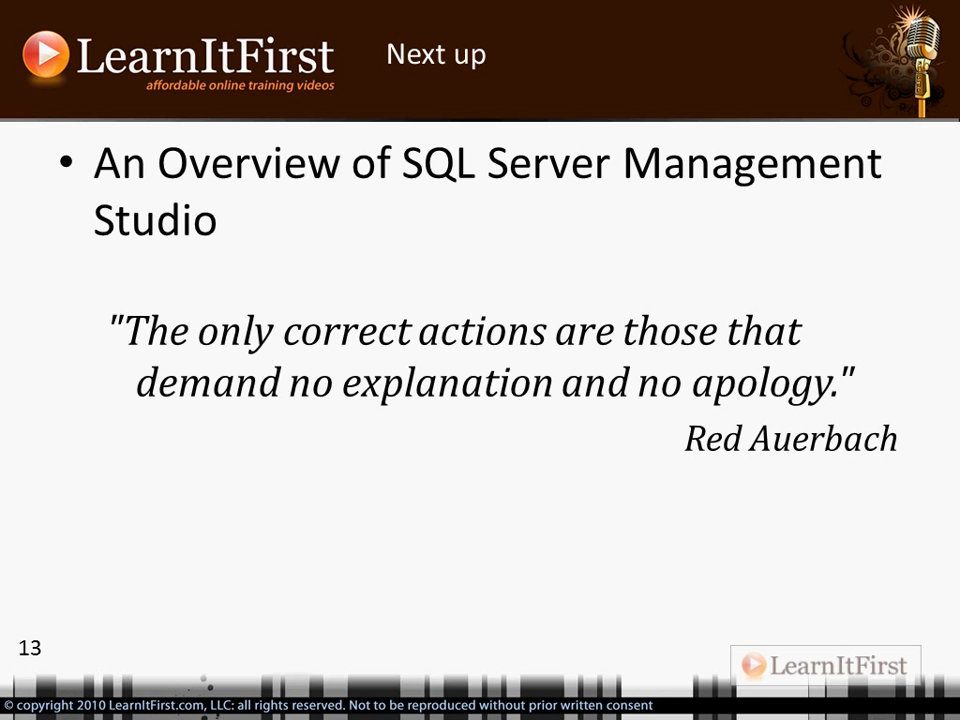 LearnItFirst
affordable online training videos
Next up
• An Overview of SQL Server Management
Studio
"The only correct actions are those that
demand no explanation and no apology."
Red Auerbach
13
LearnItFirst
© copyright 2010 LearnItFirst.com, LLC: all rights reserved. Not to be reproduced without prior written consent